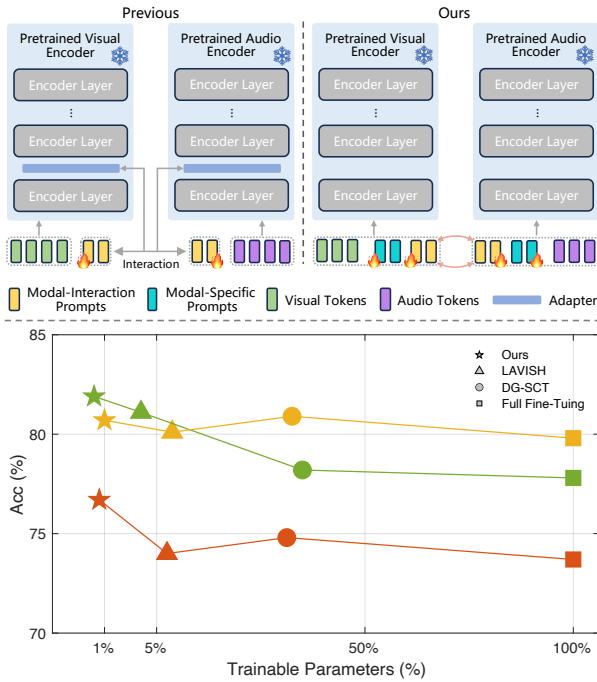 Previous
Ours
Pretrained Visual
Encoder
Pretrained Audio
Encoder
Pretrained Visual
Encoder
Pretrained Audio
Encoder
Encoder Layer
Encoder Layer
Encoder Layer
Encoder Layer
...
...
...
...
Encoder Layer
Encoder Layer
Encoder Layer
Encoder Layer
Encoder Layer
Encoder Layer
Encoder Layer
Encoder Layer
Interaction
Modal-Interaction
Prompts
Modal-Specific
Prompts
Visual Tokens
Audio Tokens
Adapter
85
80
75
70
Acc (%)
Ours
LAVISH
DG-SCT
Full Fine-Tuing
1%
5%
50%
100%
Trainable Parameters (%)